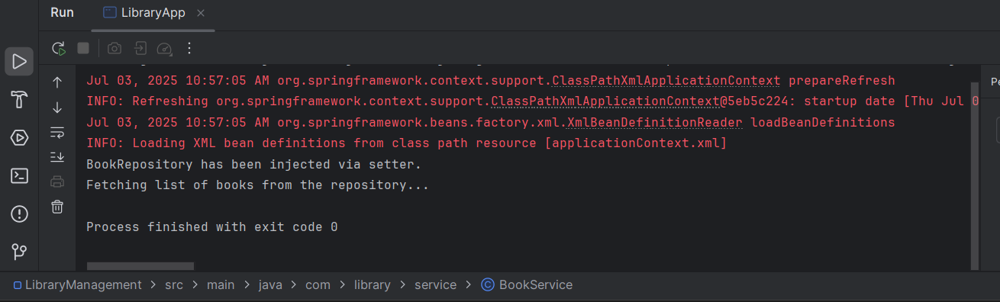 Run LibraryApp
Jul 03, 2025 10:57:05 AM org.springframework.context.support.ClassPathXmlApplicationContext prepareRefresh
INFO: Refreshing org.springframework.context.support.ClassPathXmlApplicationContext@5eb5c224: startup date [Thu Jul 0
Jul 03, 2025 10:57:05 AM org.springframework.beans.factory.xml.XmlBeanDefinitionReader loadBeanDefinitions
INFO: Loading XML bean definitions from class path resource [applicationContext.xml]
BookRepository has been injected via setter.
Fetching list of books from the repository...
Process finished with exit code 0
Pe
LibraryManagement > src > main > java > com > library > service > BookService